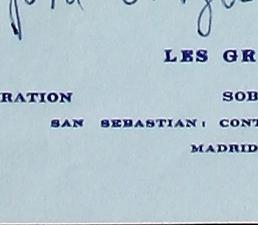 LES GR
RATION SOB
SAN SEBASTIAN: CONT
MADRID